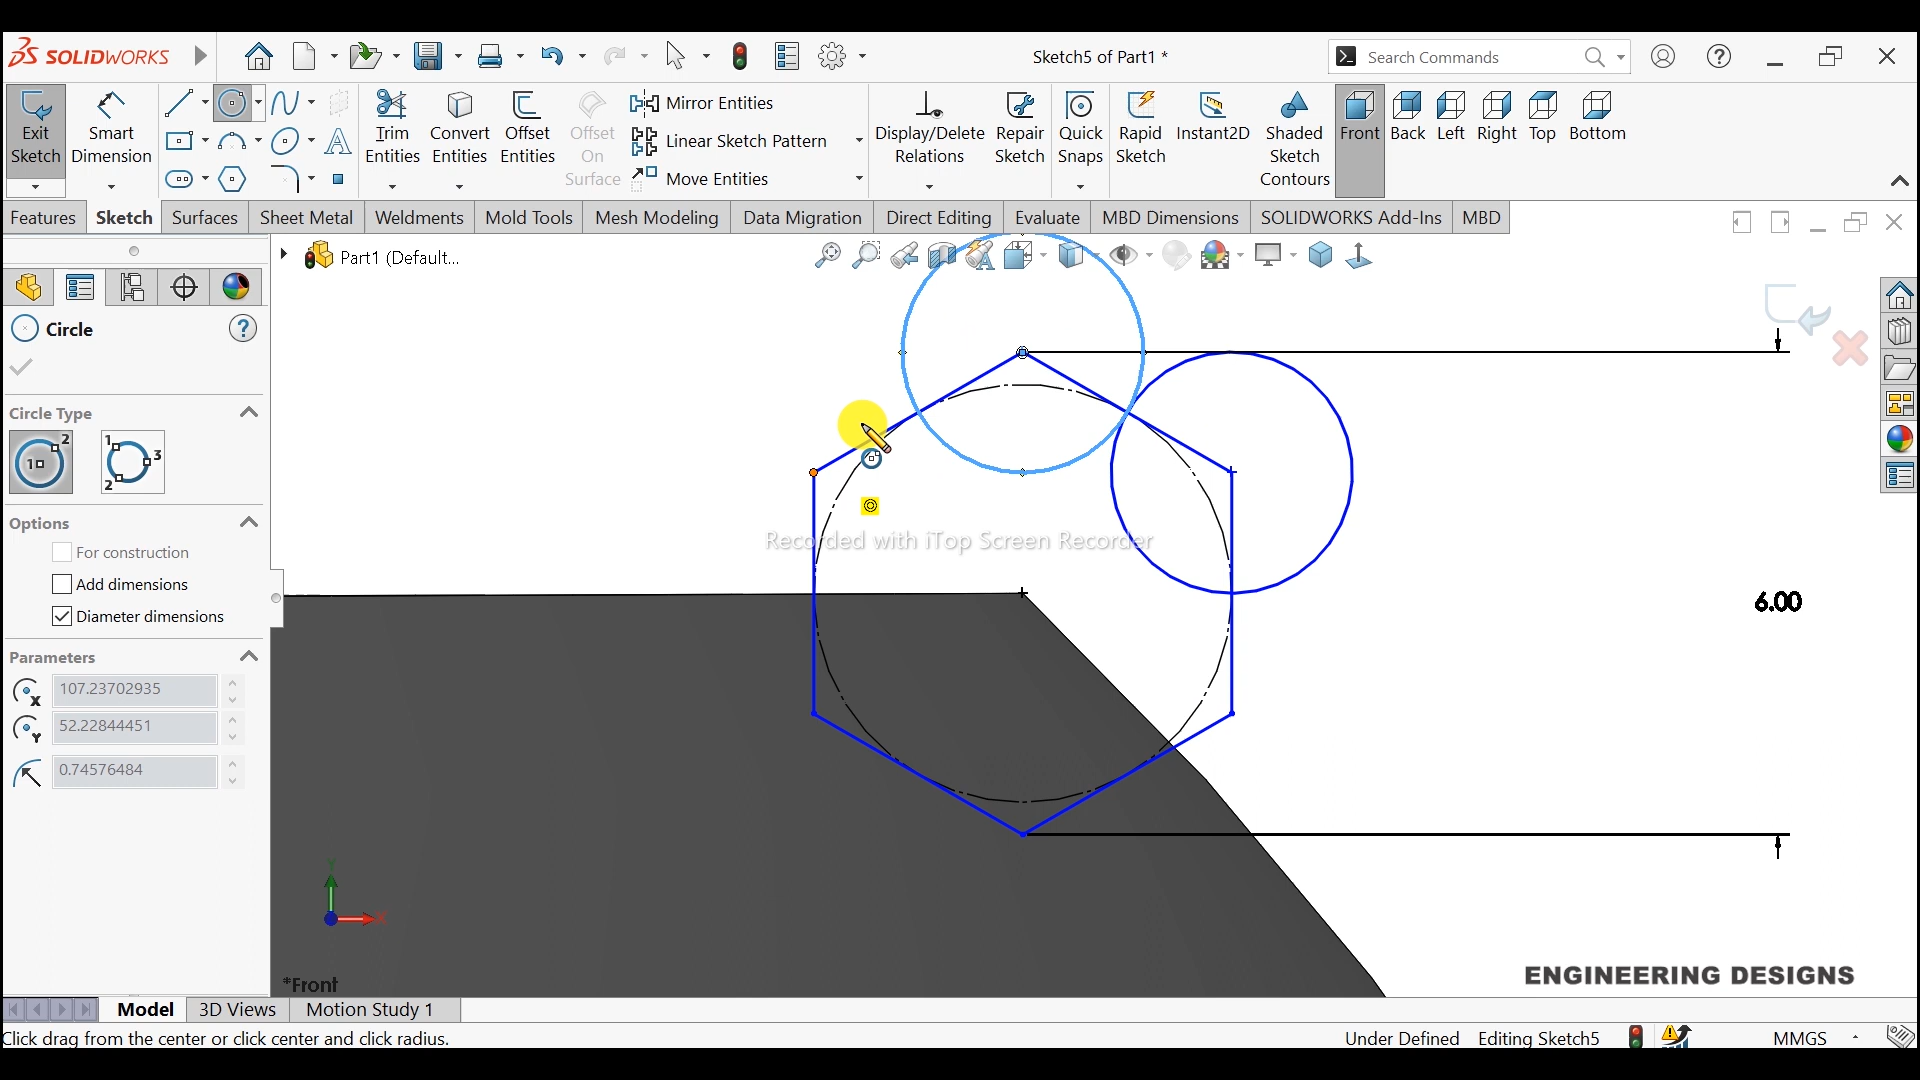 SOLIDWORKS
Sketch5 of Part1 *
Search Commands
Exit Sketch
Smart Dimension
Trim Entities
Convert Entities
Offset Entities
Offset On Surface
Mirror Entities
Linear Sketch Pattern
Move Entities
Display/Delete Relations
Repair Sketch
Quick Snaps
Rapid Sketch
Instant2D
Shaded Sketch Contours
Front
Back
Left
Right
Top
Bottom
Features
Sketch
Surfaces
Sheet Metal
Weldments
Mold Tools
Mesh Modeling
Data Migration
Direct Editing
Evaluate
MBD Dimensions
SOLIDWORKS Add-Ins
MBD
Part1 (Default...
Circle
Circle Type
Options
For construction
Add dimensions
Diameter dimensions
Parameters
107.23702935
52.22844451
0.74576484
Recorded with iTop Screen Recorder
6.00
Y
X
*Front
ENGINEERING DESIGNS
Model
3D Views
Motion Study 1
Click drag from the center or click center and click radius.
Under Defined
Editing Sketch5
MMGS